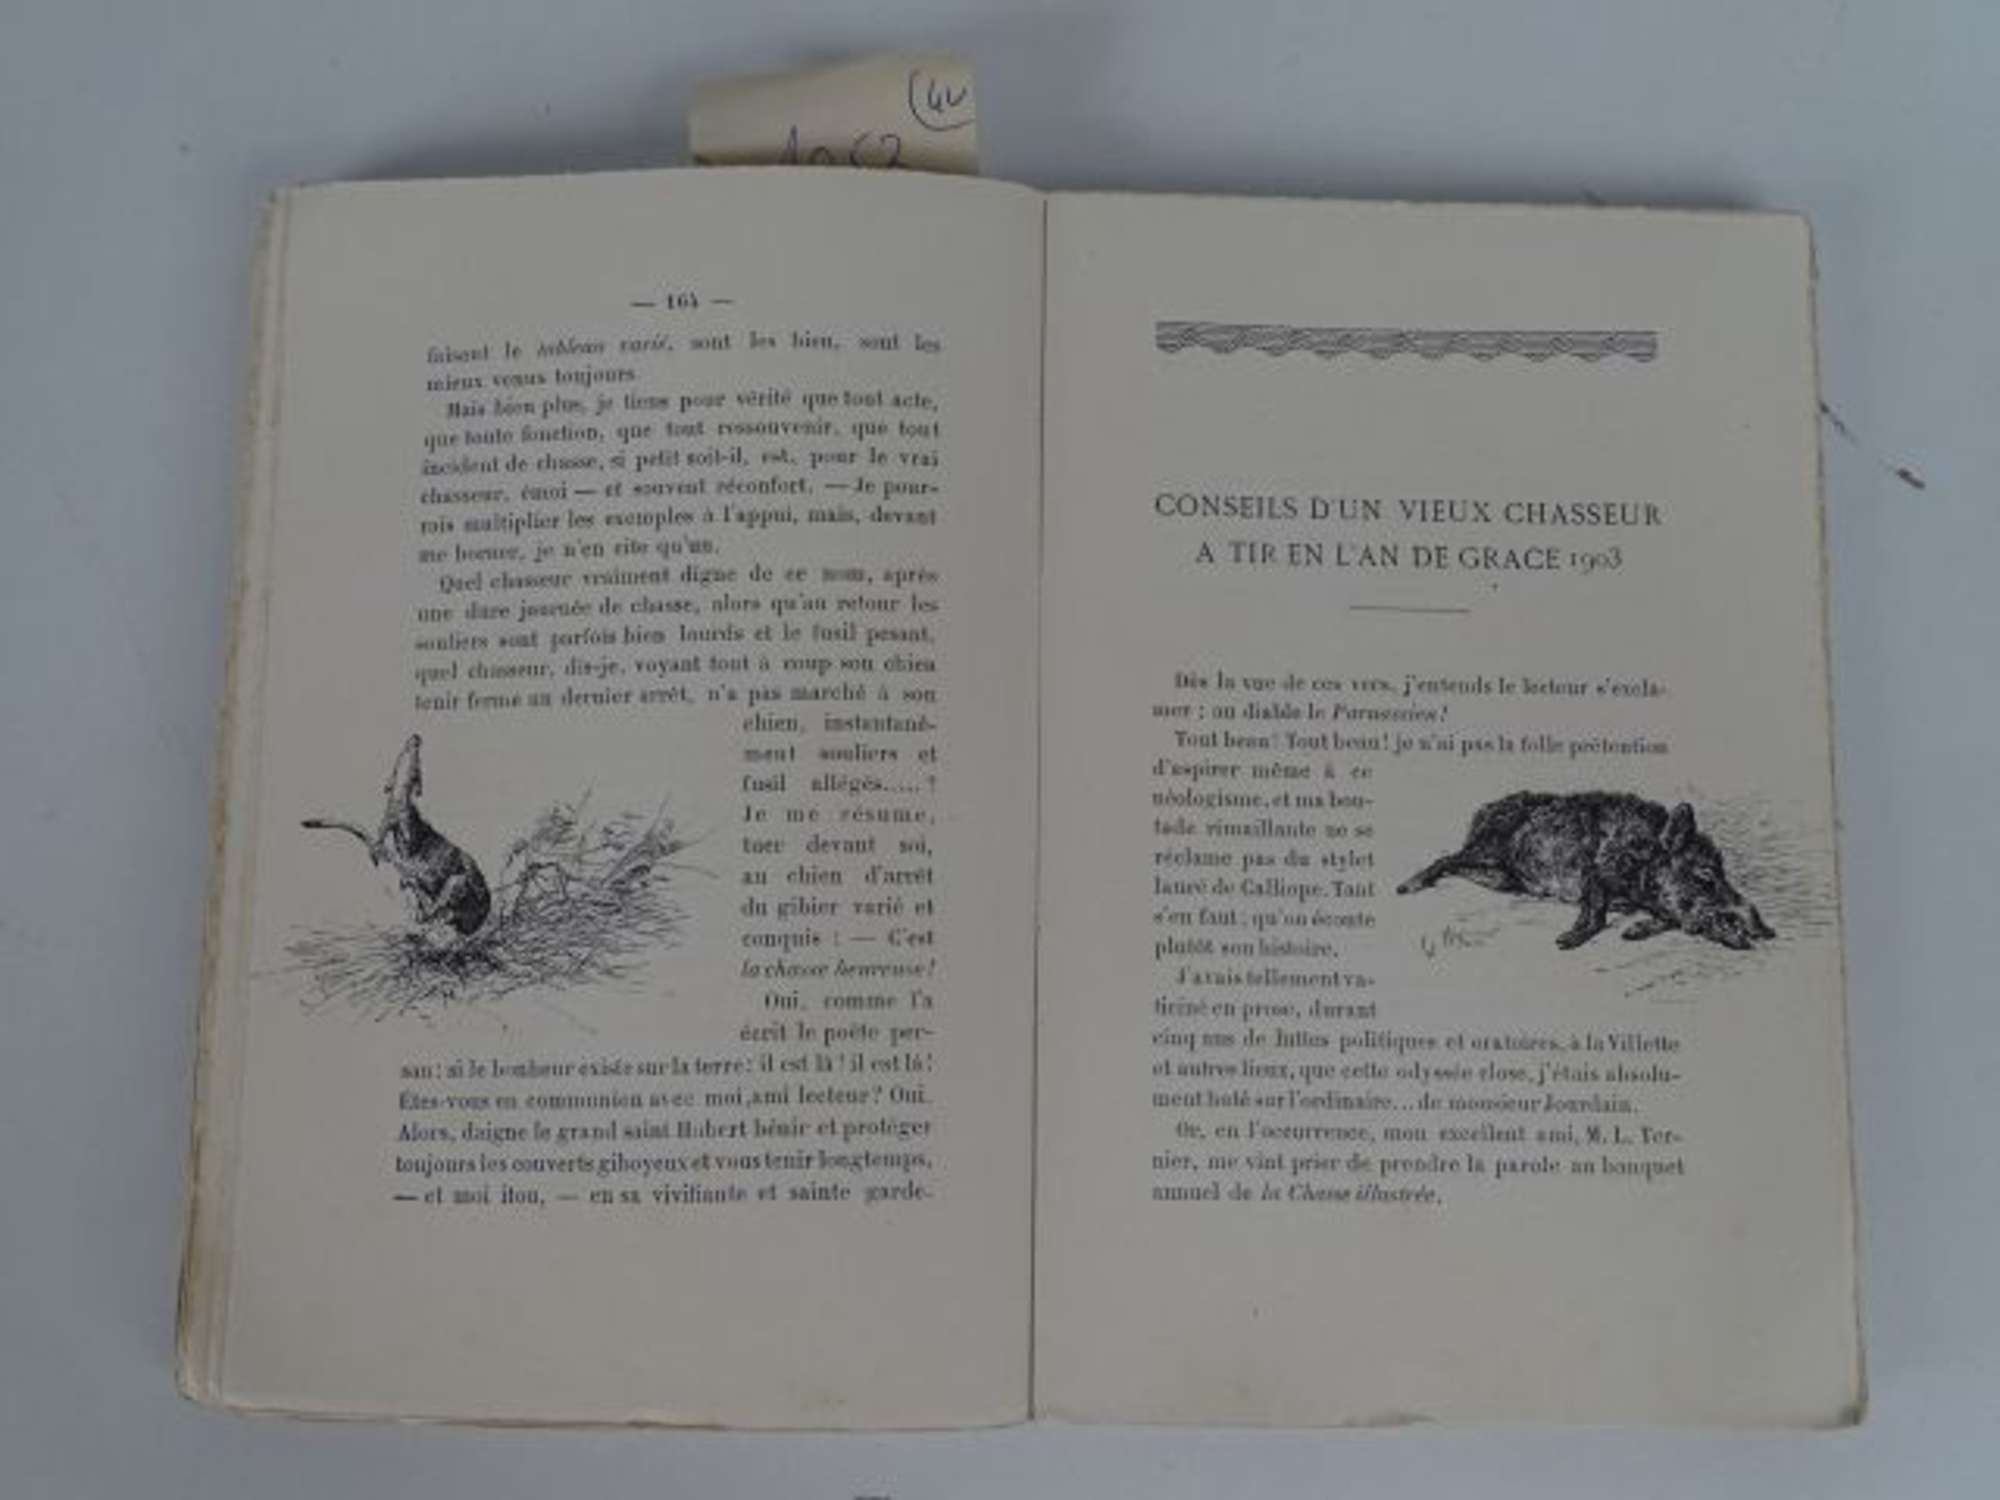 4v
— 164 —
faisant le tableau varié, sont les bien, sont les
mieux venus toujours
Mais bien plus, je tiens pour vérité que tout acte,
que toute fonction, que tout ressouvenir, que tout
incident de chasse, si petit soit-il, est, pour le vrai
chasseur, émoi — et souvent réconfort. — Je pour-
rais multiplier les exemples à l'appui, mais, devant
me borner, je n'en cite qu'un.
Quel chasseur vraiment digne de ce nom, après
une dure journée de chasse, alors qu'au retour les
souliers sont parfois bien lourds et le fusil pesant,
quel chasseur, dis-je, voyant tout à coup son chien
tenir ferme un dernier arrêt, n'a pas marché à son
chien, instantané-
ment souliers et
fusil allégés.....?
Je me résume,
tuer devant soi,
au chien d'arrêt
du gibier varié et
conquis : — C'est
la chasse heureuse!
Oui, comme l'a
écrit le poète per-
san: si le bonheur existe sur la terre: il est là! il est là!
Êtes-vous en communion avec moi, ami lecteur? Oui.
Alors, daigne le grand saint Hubert bénir et protéger
toujours les couverts giboyeux et vous tenir longtemps,
— et moi itou, — en sa vivifiante et sainte garde.
CONSEILS D'UN VIEUX CHASSEUR
A TIR EN L'AN DE GRACE 1903
Dès la vue de ces vers, j'entends le lecteur s'excla-
mer : au diable le Parnassien!
Tout beau! Tout beau! je n'ai pas la folle prétention
d'aspirer même à ce
néologisme, et ma bou-
tade rimaillante ne se
réclame pas du stylet
lauré de Calliope. Tant
s'en faut; qu'on écoute
plutôt son histoire.
J'avais tellement va-
ticiné en prose, durant
cinq ans de luttes politiques et oratoires, à la Villette
et autres lieux, que cette odyssée close, j'étais absolu-
ment buté sur l'ordinaire... de monsieur Jourdain.
Or, en l'occurrence, mon excellent ami, M. L. Ter-
nier, me vint prier de prendre la parole au banquet
annuel de la Chasse illustrée.